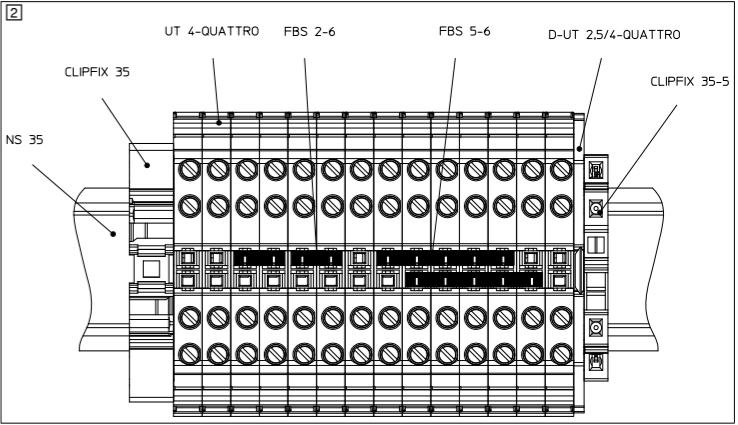 2
UT 4-QUATTRO
FBS 2-6
FBS 5-6
D-UT 2,5/4-QUATTRO
CLIPFIX 35
CLIPFIX 35-5
NS 35